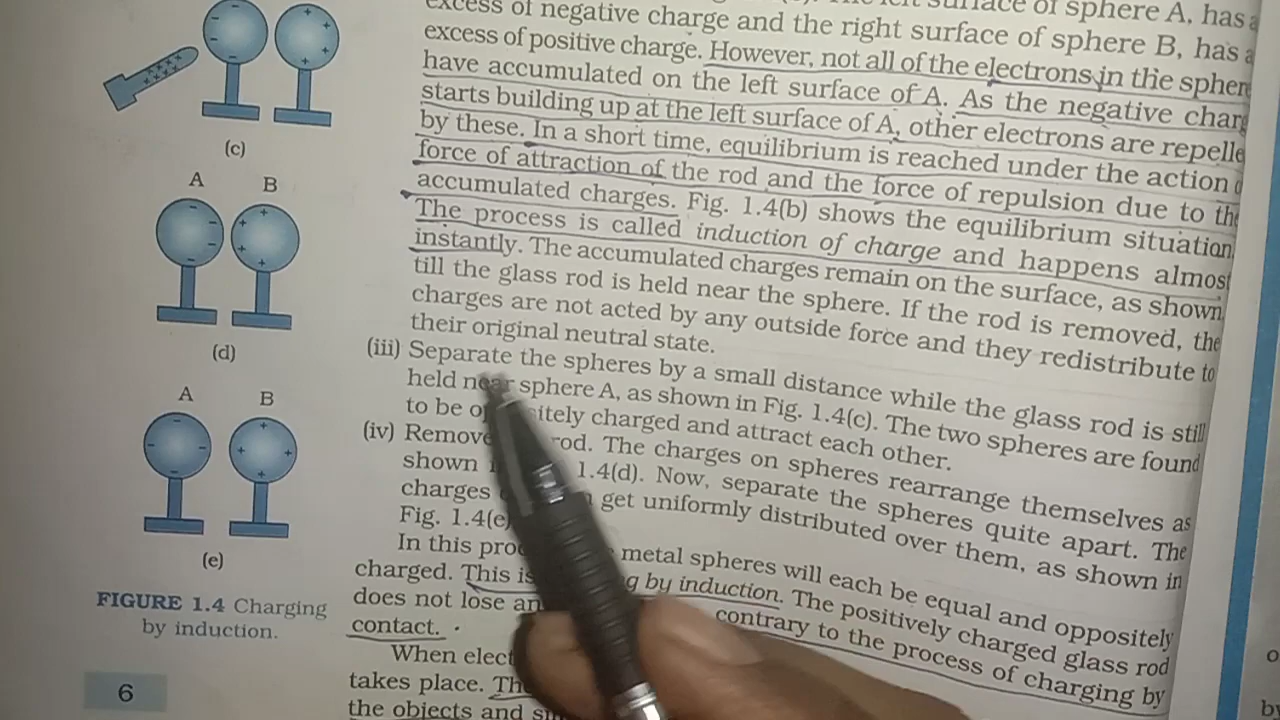 excess of negative charge and the right surface of sphere B, has
excess of positive charge. However, not all of the electrons in the
have accumulated on the left surface of A. As the negative
starts building up at the left surface of A, other electrons are
by these. In a short time, equilibrium is reached under the action
force of attraction of the rod and the force of repulsion due to
accumulated charges. Fig. 1.4(b) shows the equilibrium situation
The process is called induction of charge and happens almost
instantly. The accumulated charges remain on the surface, as shown
till the glass rod is held near the sphere. If the rod is removed, the
charges are not acted by any outside force and they redistribute to
their original neutral state.
(iii) Separate the spheres by a small distance while the glass rod is still
held near sphere A, as shown in Fig. 1.4(c). The two spheres are found
to be charged and attract each other.
(iv) Remove rod. The charges on spheres rearrange themselves as
shown 1.4(d). Now, separate the spheres quite apart. The
charges get uniformly distributed over them, as shown in
Fig. 1.4(e)
In this metal spheres will each be equal and oppositely
charged. This is by induction. The positively charged glass rod
does not lose contrary to the process of charging by
contact.
When
takes place.
the objects and
(c)
A B
(d)
A B
(e)
FIGURE 1.4 Charging
by induction.
6